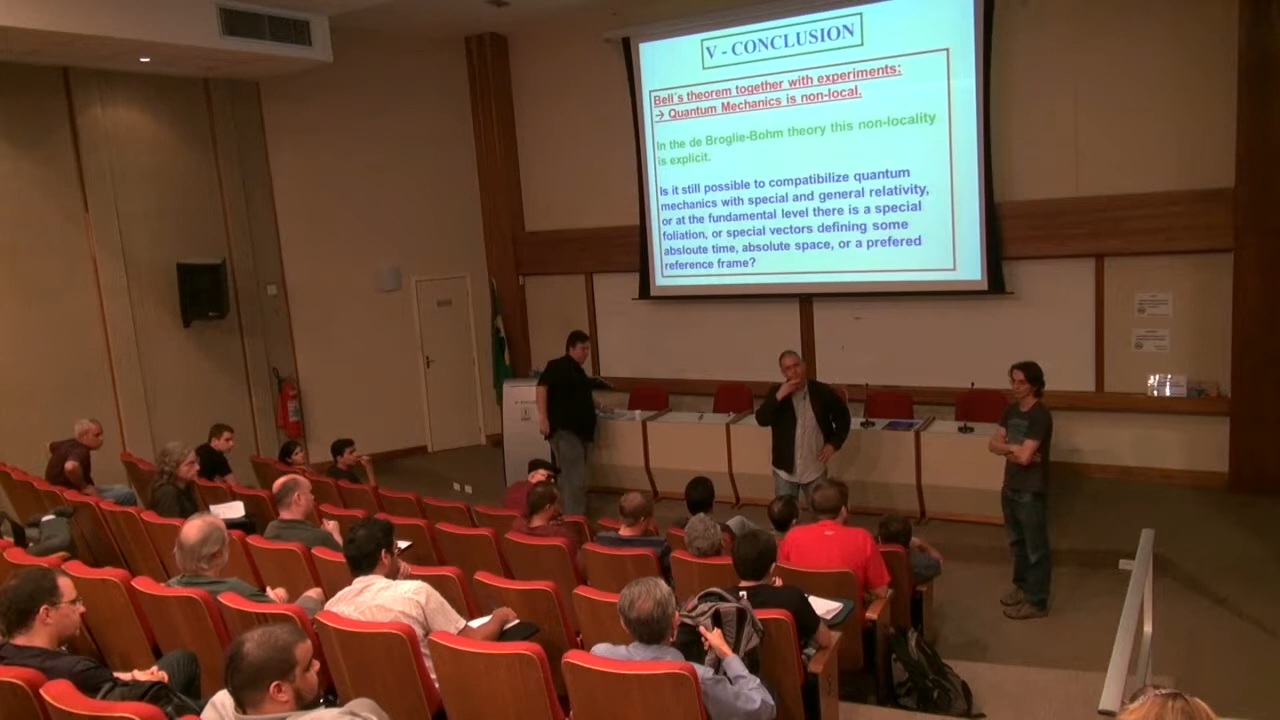 V - CONCLUSION
Bell´s theorem together with experiments:
→ Quantum Mechanics is non-local.
In the de Broglie-Bohm theory this non-locality
is explicit.
Is it still possible to compatibilize quantum
mechanics with special and general relativity,
or at the fundamental level there is a special
foliation, or special vectors defining some
absloute time, absolute space, or a prefered
reference frame?